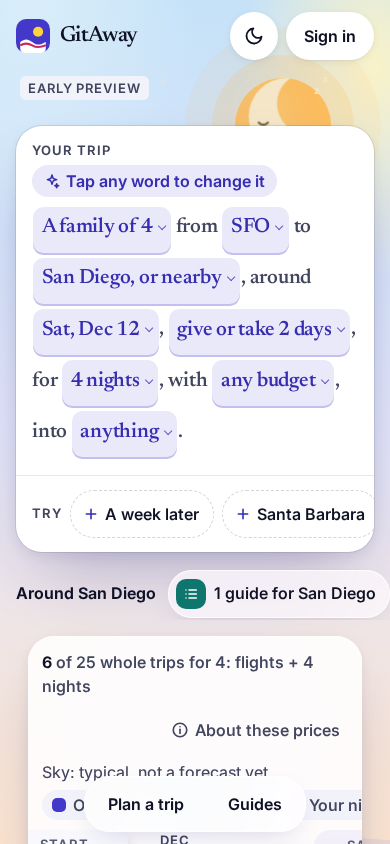 GitAway
Sign in
EARLY PREVIEW
YOUR TRIP
Tap any word to change it
A family of 4 from SFO to
San Diego, or nearby, around
Sat, Dec 12, give or take 2 days,
for 4 nights, with any budget,
into anything.
TRY + A week later + Santa Barbara
Around San Diego 1 guide for San Diego
6 of 25 whole trips for 4: flights + 4
nights
About these prices
Sky: typical, not a forecast yet
Your
Plan a trip Guides
START
DEC